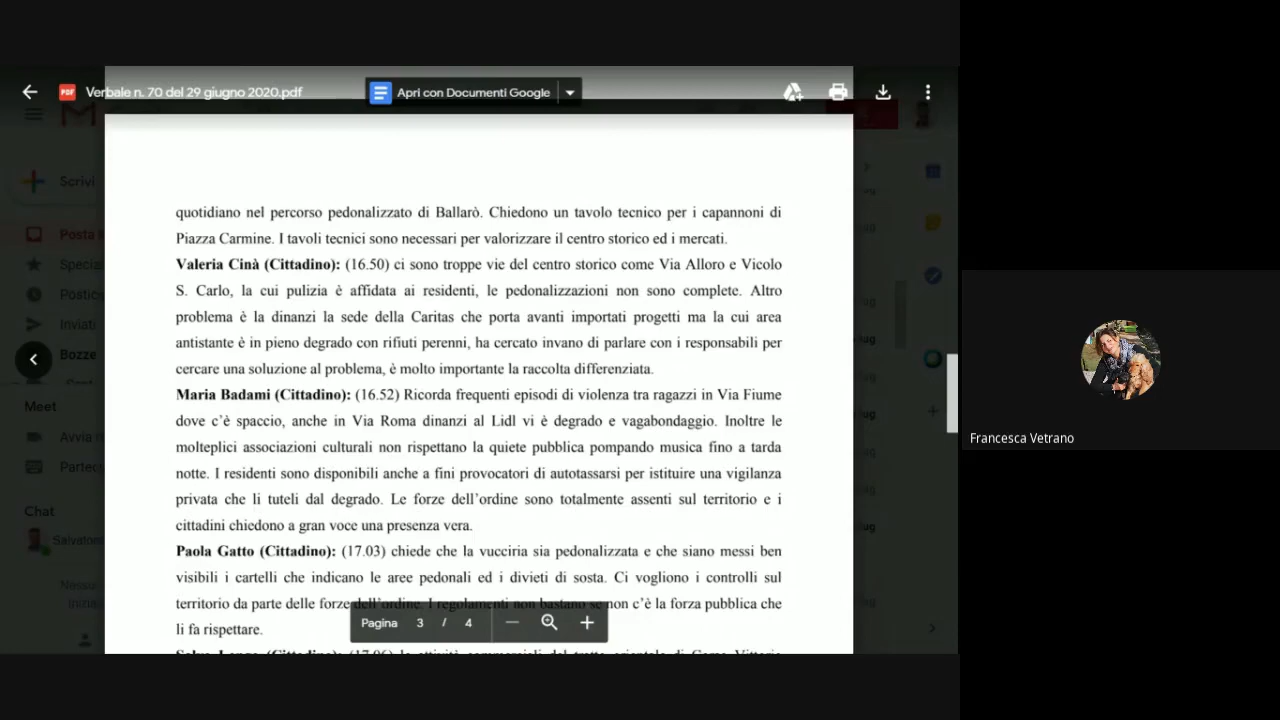 Verbale n. 70 del 29 giugno 2020.pdf
Apri con Documenti Google
Scrivi
Posta
Inviati
Bozze
Meet
Chat
quotidiano nel percorso pedonalizzato di Ballarò. Chiedono un tavolo tecnico per i capannoni di
Piazza Carmine. I tavoli tecnici sono necessari per valorizzare il centro storico ed i mercati.
Valeria Cinà (Cittadino): (16.50) ci sono troppe vie del centro storico come Via Alloro e Vicolo
S. Carlo, la cui pulizia è affidata ai residenti, le pedonalizzazioni non sono complete. Altro
problema è la dinanzi la sede della Caritas che porta avanti importati progetti ma la cui area
antistante è in pieno degrado con rifiuti perenni, ha cercato invano di parlare con i responsabili per
cercare una soluzione al problema, è molto importante la raccolta differenziata.
Maria Badami (Cittadino): (16.52) Ricorda frequenti episodi di violenza tra ragazzi in Via Fiume
dove c'è spaccio, anche in Via Roma dinanzi al Lidl vi è degrado e vagabondaggio. Inoltre le
molteplici associazioni culturali non rispettano la quiete pubblica pompando musica fino a tarda
notte. I residenti sono disponibili anche a fini provocatori di autotassarsi per istituire una vigilanza
privata che li tuteli dal degrado. Le forze dell'ordine sono totalmente assenti sul territorio e i
cittadini chiedono a gran voce una presenza vera.
Paola Gatto (Cittadino): (17.03) chiede che la vucciria sia pedonalizzata e che siano messi ben
visibili i cartelli che indicano le aree pedonali ed i divieti di sosta. Ci vogliono i controlli sul
territorio da parte delle forze dell'ordine. I regolamenti non bastano se non c'è la forza pubblica che
li fa rispettare.
Pagina 3 / 4
Francesca Vetrano